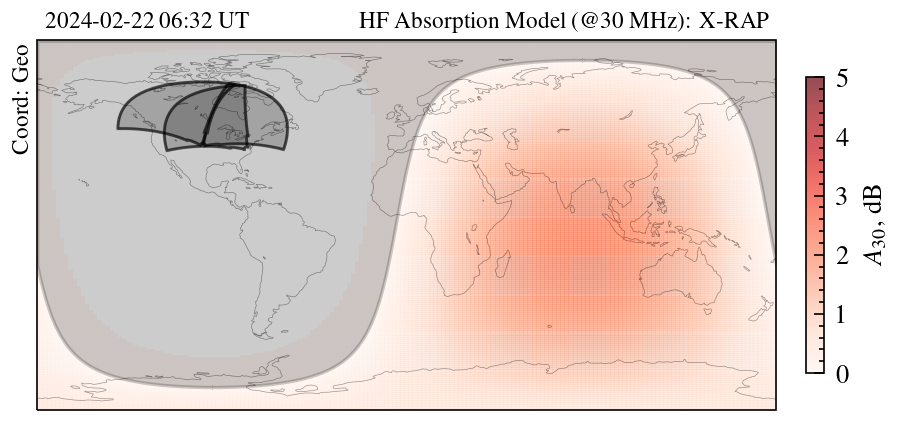 2024-02-22 06:32 UT
HF Absorption Model (@30 MHz): X-RAP
Coord: Geo
5
4
3
2
1
0
A₃₀, dB